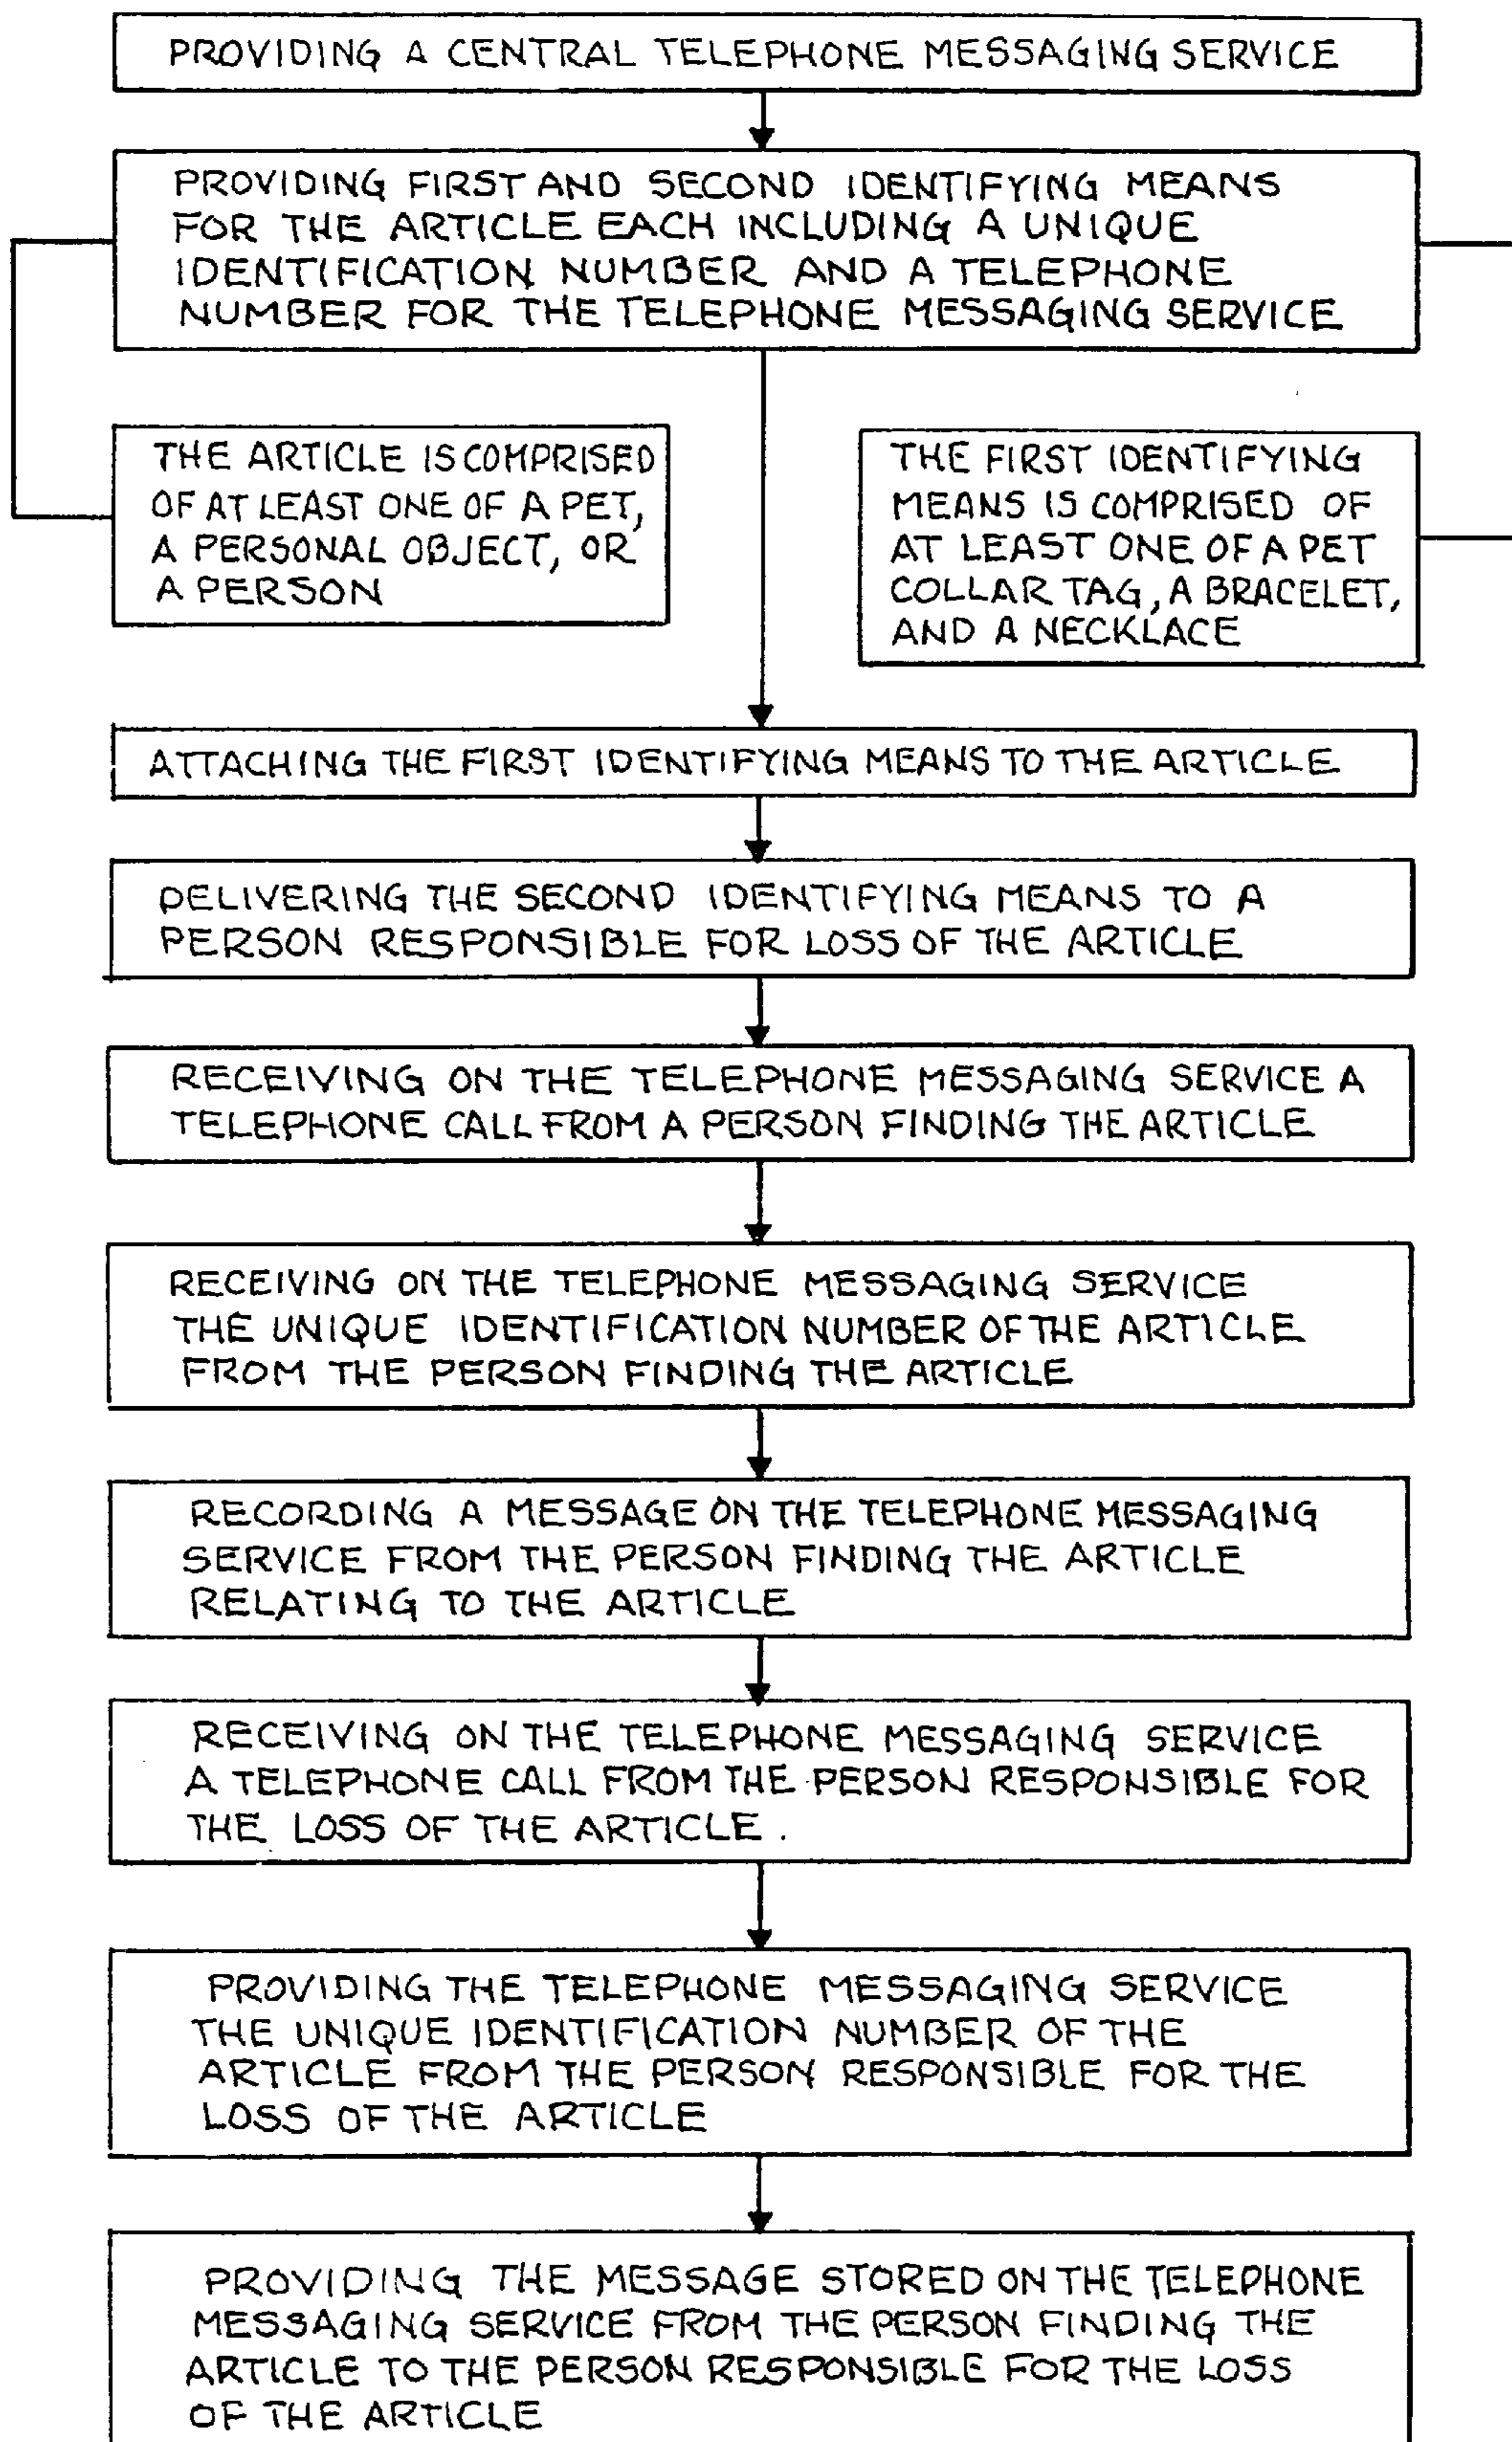 PROVIDING A CENTRAL TELEPHONE MESSAGING SERVICE
PROVIDING FIRST AND SECOND IDENTIFYING MEANS
FOR THE ARTICLE EACH INCLUDING A UNIQUE
IDENTIFICATION NUMBER AND A TELEPHONE
NUMBER FOR THE TELEPHONE MESSAGING SERVICE
THE ARTICLE IS COMPRISED
OF AT LEAST ONE OF A PET,
A PERSONAL OBJECT, OR
A PERSON
THE FIRST IDENTIFYING
MEANS IS COMPRISED OF
AT LEAST ONE OF A PET
COLLAR TAG, A BRACELET,
AND A NECKLACE
ATTACHING THE FIRST IDENTIFYING MEANS TO THE ARTICLE
DELIVERING THE SECOND IDENTIFYING MEANS TO A
PERSON RESPONSIBLE FOR LOSS OF THE ARTICLE
RECEIVING ON THE TELEPHONE MESSAGING SERVICE A
TELEPHONE CALL FROM A PERSON FINDING THE ARTICLE
RECEIVING ON THE TELEPHONE MESSAGING SERVICE
THE UNIQUE IDENTIFICATION NUMBER OF THE ARTICLE
FROM THE PERSON FINDING THE ARTICLE
RECORDING A MESSAGE ON THE TELEPHONE MESSAGING
SERVICE FROM THE PERSON FINDING THE ARTICLE
RELATING TO THE ARTICLE
RECEIVING ON THE TELEPHONE MESSAGING SERVICE
A TELEPHONE CALL FROM THE PERSON RESPONSIBLE FOR
THE LOSS OF THE ARTICLE.
PROVIDING THE TELEPHONE MESSAGING SERVICE
THE UNIQUE IDENTIFICATION NUMBER OF THE
ARTICLE FROM THE PERSON RESPONSIBLE FOR THE
LOSS OF THE ARTICLE
PROVIDING THE MESSAGE STORED ON THE TELEPHONE
MESSAGING SERVICE FROM THE PERSON FINDING THE
ARTICLE TO THE PERSON RESPONSIBLE FOR THE LOSS
OF THE ARTICLE